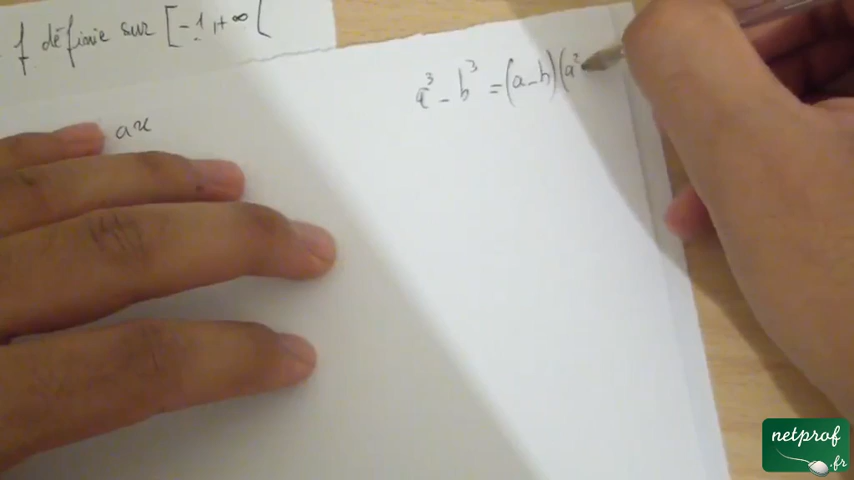 f définie sur [-1,+∞[
a³ - b³ = (a-b)(a²
ax
netprof
.fr